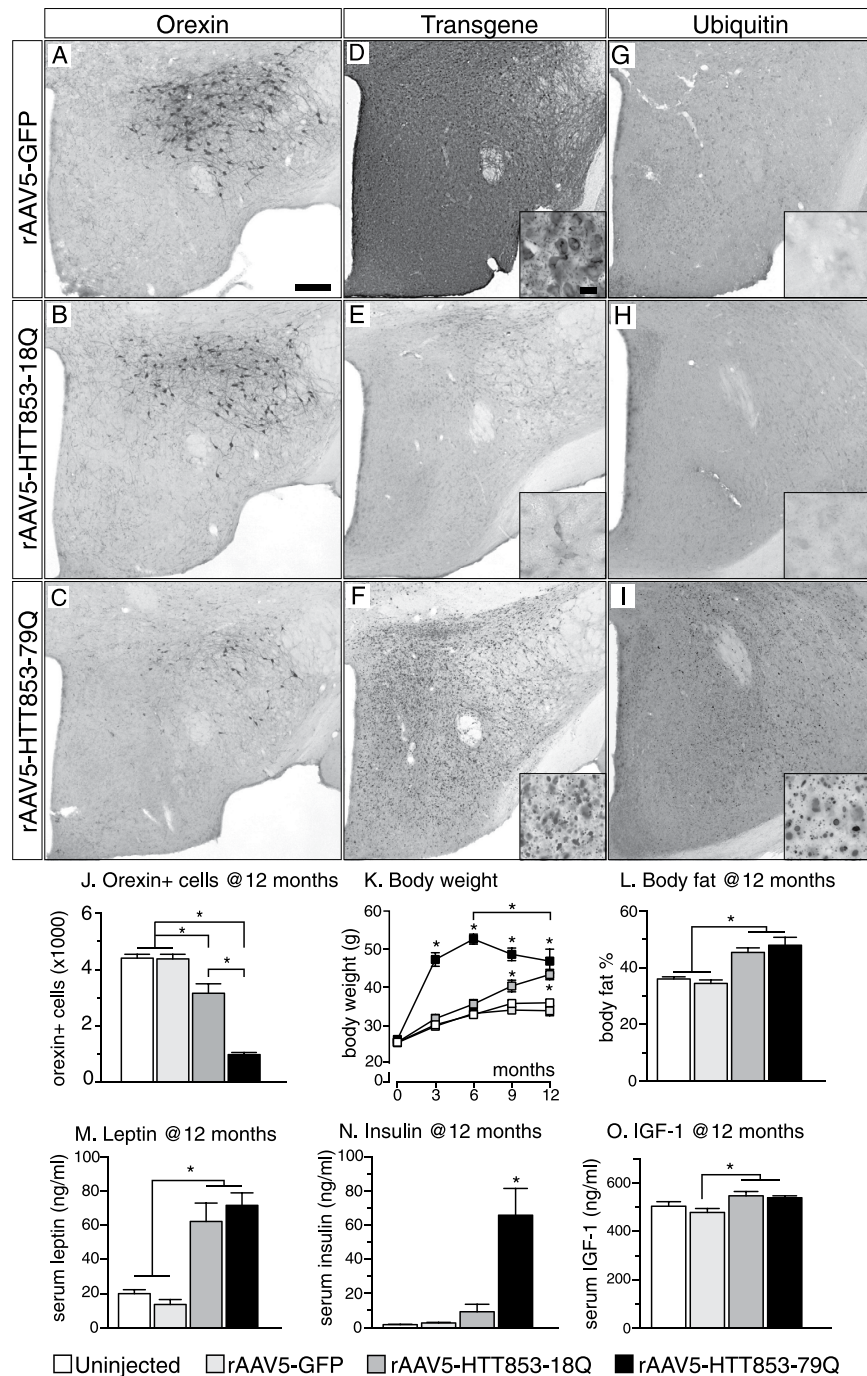 Orexin Transgene Ubiquitin
rAAV5-GFP
A
D
G
rAAV5-HTT853-18Q
B
E
H
rAAV5-HTT853-79Q
C
F
I
J. Orexin+ cells @12 months
orexin+ cells (x1000)
6
4
2
0
*
*
*
K. Body weight
body weight (g)
60
50
40
30
20
0
*
*
*
*
*
*
*
months
0 3 6 9 12
L. Body fat @12 months
body fat %
60
40
20
0
*
M. Leptin @12 months
serum leptin (ng/ml)
100
80
60
40
20
0
*
N. Insulin @12 months
serum insulin (ng/ml)
100
80
60
40
20
0
*
O. IGF-1 @12 months
serum IGF-1 (ng/ml)
600
400
200
0
*
Uninjected rAAV5-GFP rAAV5-HTT853-18Q rAAV5-HTT853-79Q